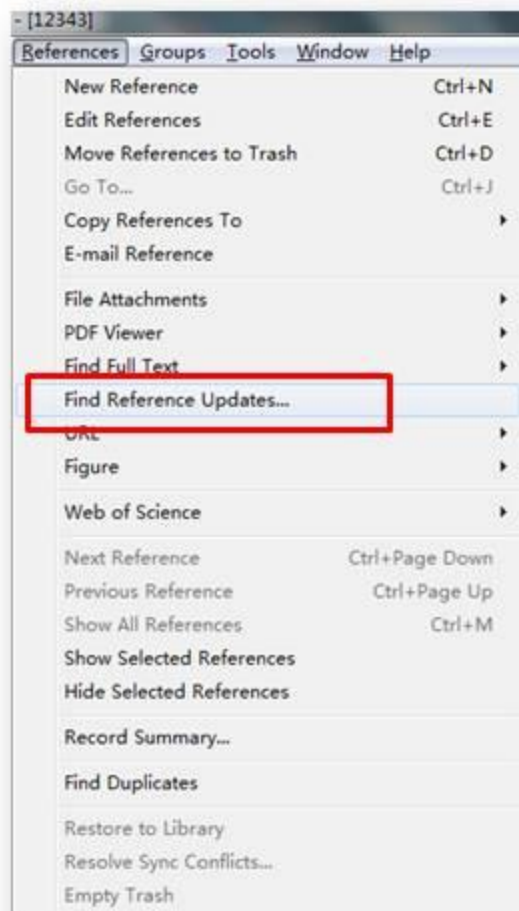 - [12343]
References Groups Tools Window Help
New Reference Ctrl+N
Edit References Ctrl+E
Move References to Trash Ctrl+D
Go To... Ctrl+J
Copy References To
E-mail Reference
File Attachments
PDF Viewer
Find Full Text
Find Reference Updates...
URL
Figure
Web of Science
Next Reference Ctrl+Page Down
Previous Reference Ctrl+Page Up
Show All References Ctrl+M
Show Selected References
Hide Selected References
Record Summary...
Find Duplicates
Restore to Library
Resolve Sync Conflicts...
Empty Trash